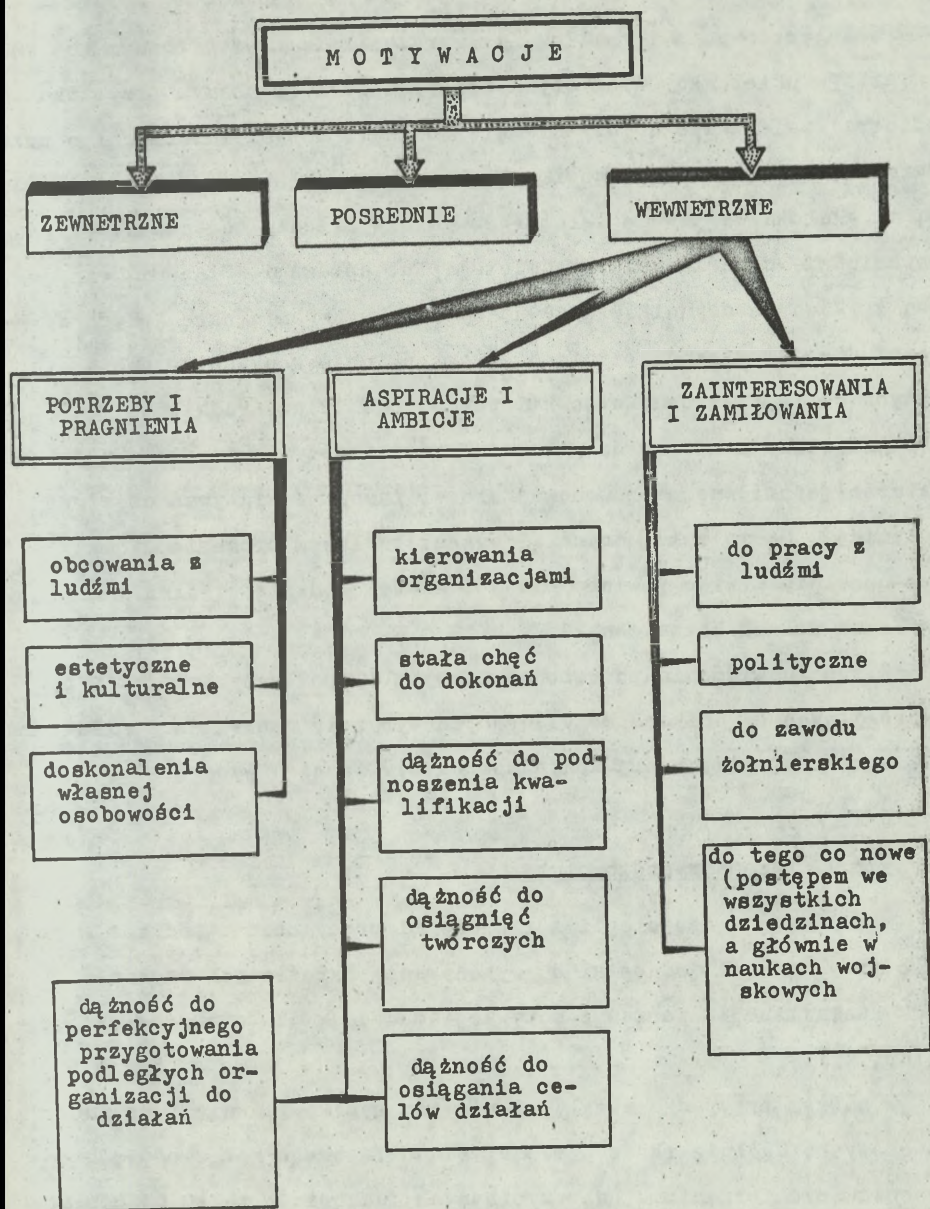 MOTYWACJE
ZEWNETRZNE
POSREDNIE
WEWNETRZNE
POTRZEBY I
PRAGNIENIA
ASPIRACJE I
AMBICJE
ZAINTERESOWANIA
I ZAMIŁOWANIA
obcowania z
ludźmi
estetyczne
i kulturalne
doskonalenia
własnej
osobowości
kierowania
organizacjami
stała chęć
do dokonań
dążność do pod-
noszenia kwa-
lifikacji
dążność do
osiągnięć
twórczych
dążność do
perfekcyjnego
przygotowania
podległych or-
ganizacji do
działań
dążność do
osiągania ce-
lów działań
do pracy z
ludźmi
polityczne
do zawodu
żołnierskiego
do tego co nowe
(postępem we
wszystkich
dziedzinach,
a głównie w
naukach woj-
skowych